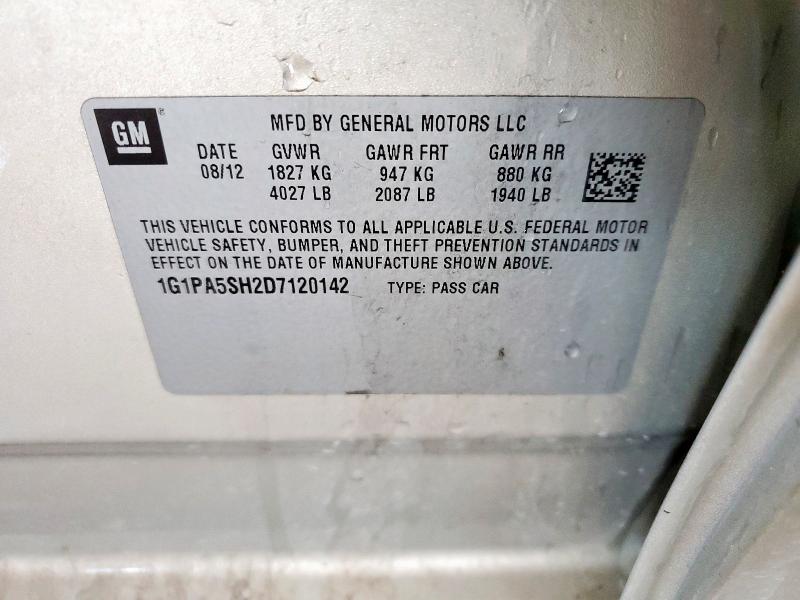 GM
MFD BY GENERAL MOTORS LLC
DATE GVWR GAWR FRT GAWR RR
08/12 1827 KG 947 KG 880 KG
4027 LB 2087 LB 1940 LB
THIS VEHICLE CONFORMS TO ALL APPLICABLE U.S. FEDERAL MOTOR
VEHICLE SAFETY, BUMPER, AND THEFT PREVENTION STANDARDS IN
EFFECT ON THE DATE OF MANUFACTURE SHOWN ABOVE.
1G1PA5SH2D7120142 TYPE: PASS CAR